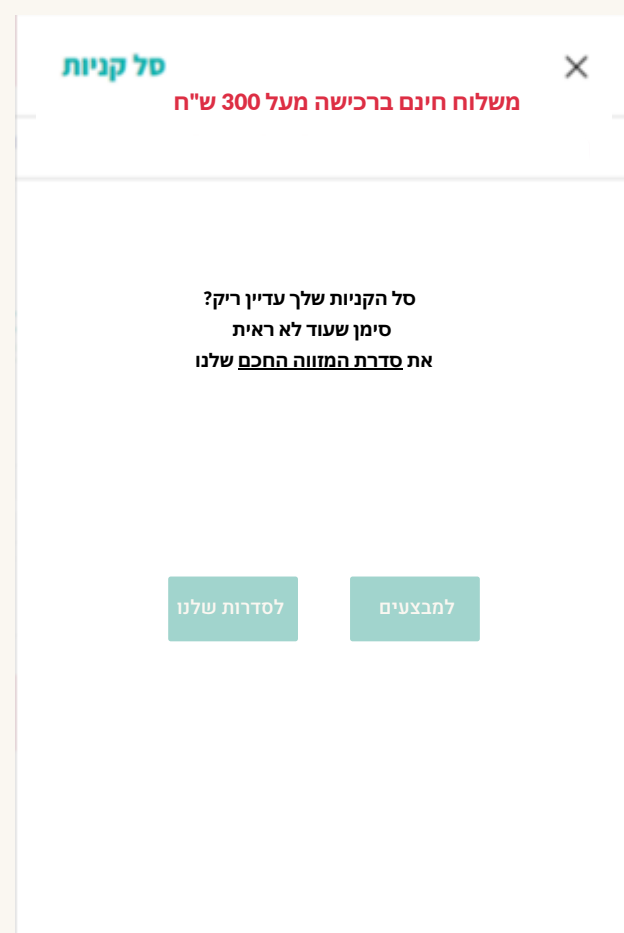 סל קניות
משלוח חינם ברכישה מעל 300 ש"ח
סל הקניות שלך עדיין ריק?
סימן שעוד לא ראית
את סדרת המזווה החכם שלנו
למבצעים
לסדרות שלנו